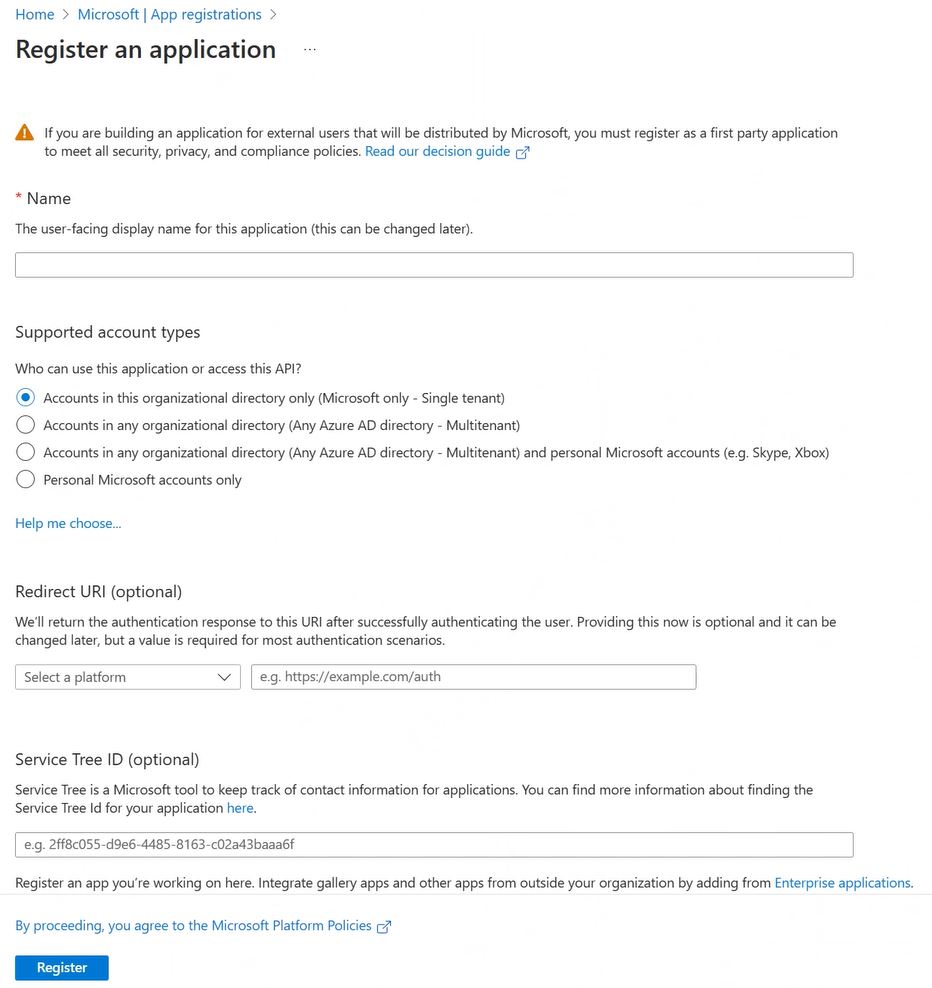 Home > Microsoft | App registrations >
Register an application ...
If you are building an application for external users that will be distributed by Microsoft, you must register as a first party application
to meet all security, privacy, and compliance policies. Read our decision guide
* Name
The user-facing display name for this application (this can be changed later).
Supported account types
Who can use this application or access this API?
Accounts in this organizational directory only (Microsoft only - Single tenant)
Accounts in any organizational directory (Any Azure AD directory - Multitenant)
Accounts in any organizational directory (Any Azure AD directory - Multitenant) and personal Microsoft accounts (e.g. Skype, Xbox)
Personal Microsoft accounts only
Help me choose...
Redirect URI (optional)
We'll return the authentication response to this URI after successfully authenticating the user. Providing this now is optional and it can be
changed later, but a value is required for most authentication scenarios.
Select a platform e.g. https://example.com/auth
Service Tree ID (optional)
Service Tree is a Microsoft tool to keep track of contact information for applications. You can find more information about finding the
Service Tree Id for your application here.
e.g. 2ff8c055-d9e6-4485-8163-c02a43baaa6f
Register an app you're working on here. Integrate gallery apps and other apps from outside your organization by adding from Enterprise applications.
By proceeding, you agree to the Microsoft Platform Policies
Register